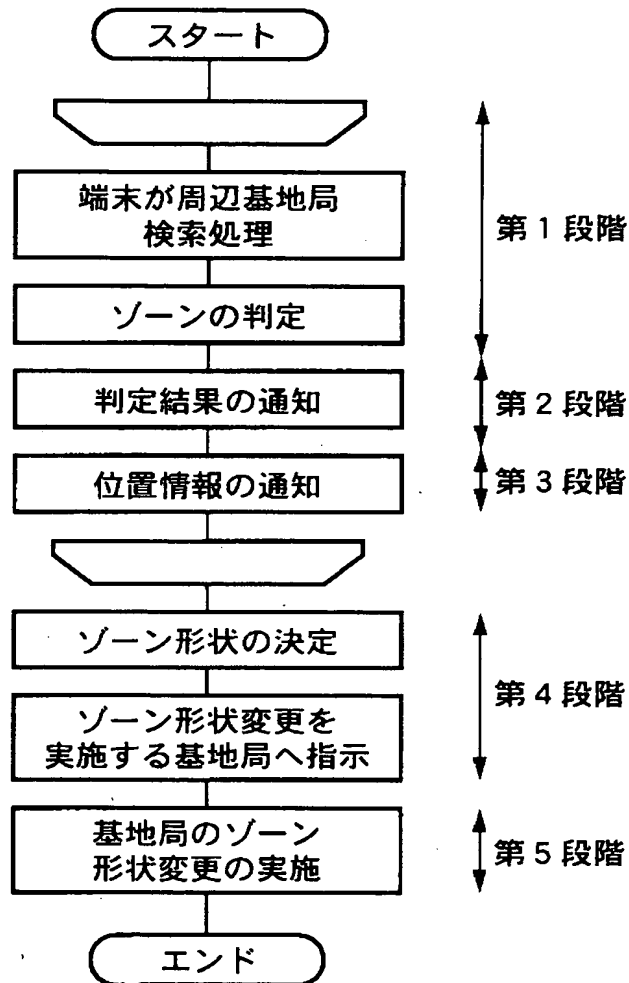 スタート
端末が周辺基地局
検索処理
第1段階
ゾーンの判定
判定結果の通知
第2段階
位置情報の通知
第3段階
ゾーン形状の決定
ゾーン形状変更を
実施する基地局へ指示
第4段階
基地局のゾーン
形状変更の実施
第5段階
エンド